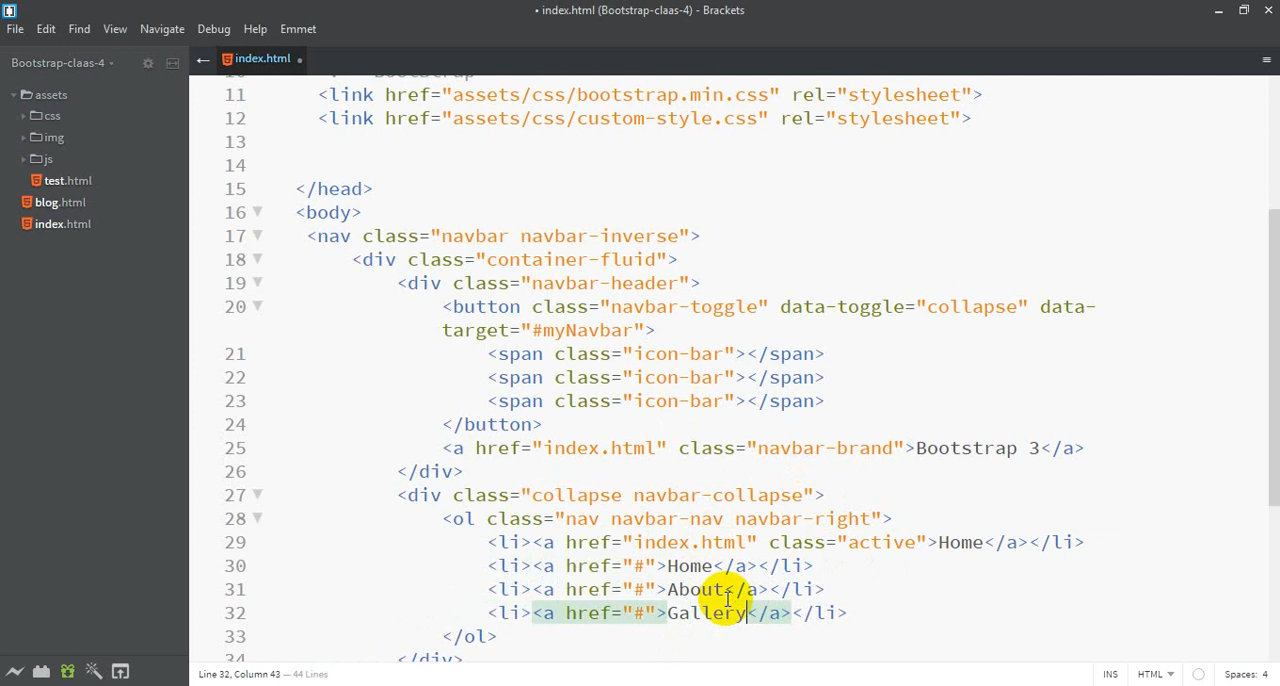 • index.html (Bootstrap-claas-4) - Brackets
File Edit Find View Navigate Debug Help Emmet
Bootstrap-claas-4
index.html •
assets
css
img
js
test.html
blog.html
index.html
11 <link href="assets/css/bootstrap.min.css" rel="stylesheet">
12 <link href="assets/css/custom-style.css" rel="stylesheet">
13
14
15 </head>
16 <body>
17 <nav class="navbar navbar-inverse">
18 <div class="container-fluid">
19 <div class="navbar-header">
20 <button class="navbar-toggle" data-toggle="collapse" data-
target="#myNavbar">
21 <span class="icon-bar"></span>
22 <span class="icon-bar"></span>
23 <span class="icon-bar"></span>
24 </button>
25 <a href="index.html" class="navbar-brand">Bootstrap 3</a>
26 </div>
27 <div class="collapse navbar-collapse">
28 <ol class="nav navbar-nav navbar-right">
29 <li><a href="index.html" class="active">Home</a></li>
30 <li><a href="#">Home</a></li>
31 <li><a href="#">About</a></li>
32 <li><a href="#">Gallery</a></li>
33 </ol>
34 </div>
Line 32, Column 43 — 44 Lines
INS HTML Spaces: 4